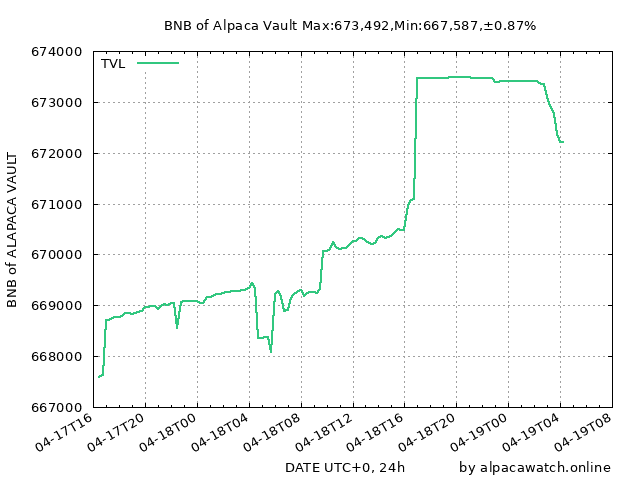 BNB of Alpaca Vault Max:673,492,Min:667,587,±0.87%
674000
TVL
673000
672000
671000
670000
669000
668000
667000
BNB of ALAPACA VAULT
04-17T16
04-17T20
04-18T00
04-18T04
04-18T08
04-18T12
04-18T16
04-18T20
04-19T00
04-19T04
04-19T08
DATE UTC+0, 24h
by alpacawatch.online